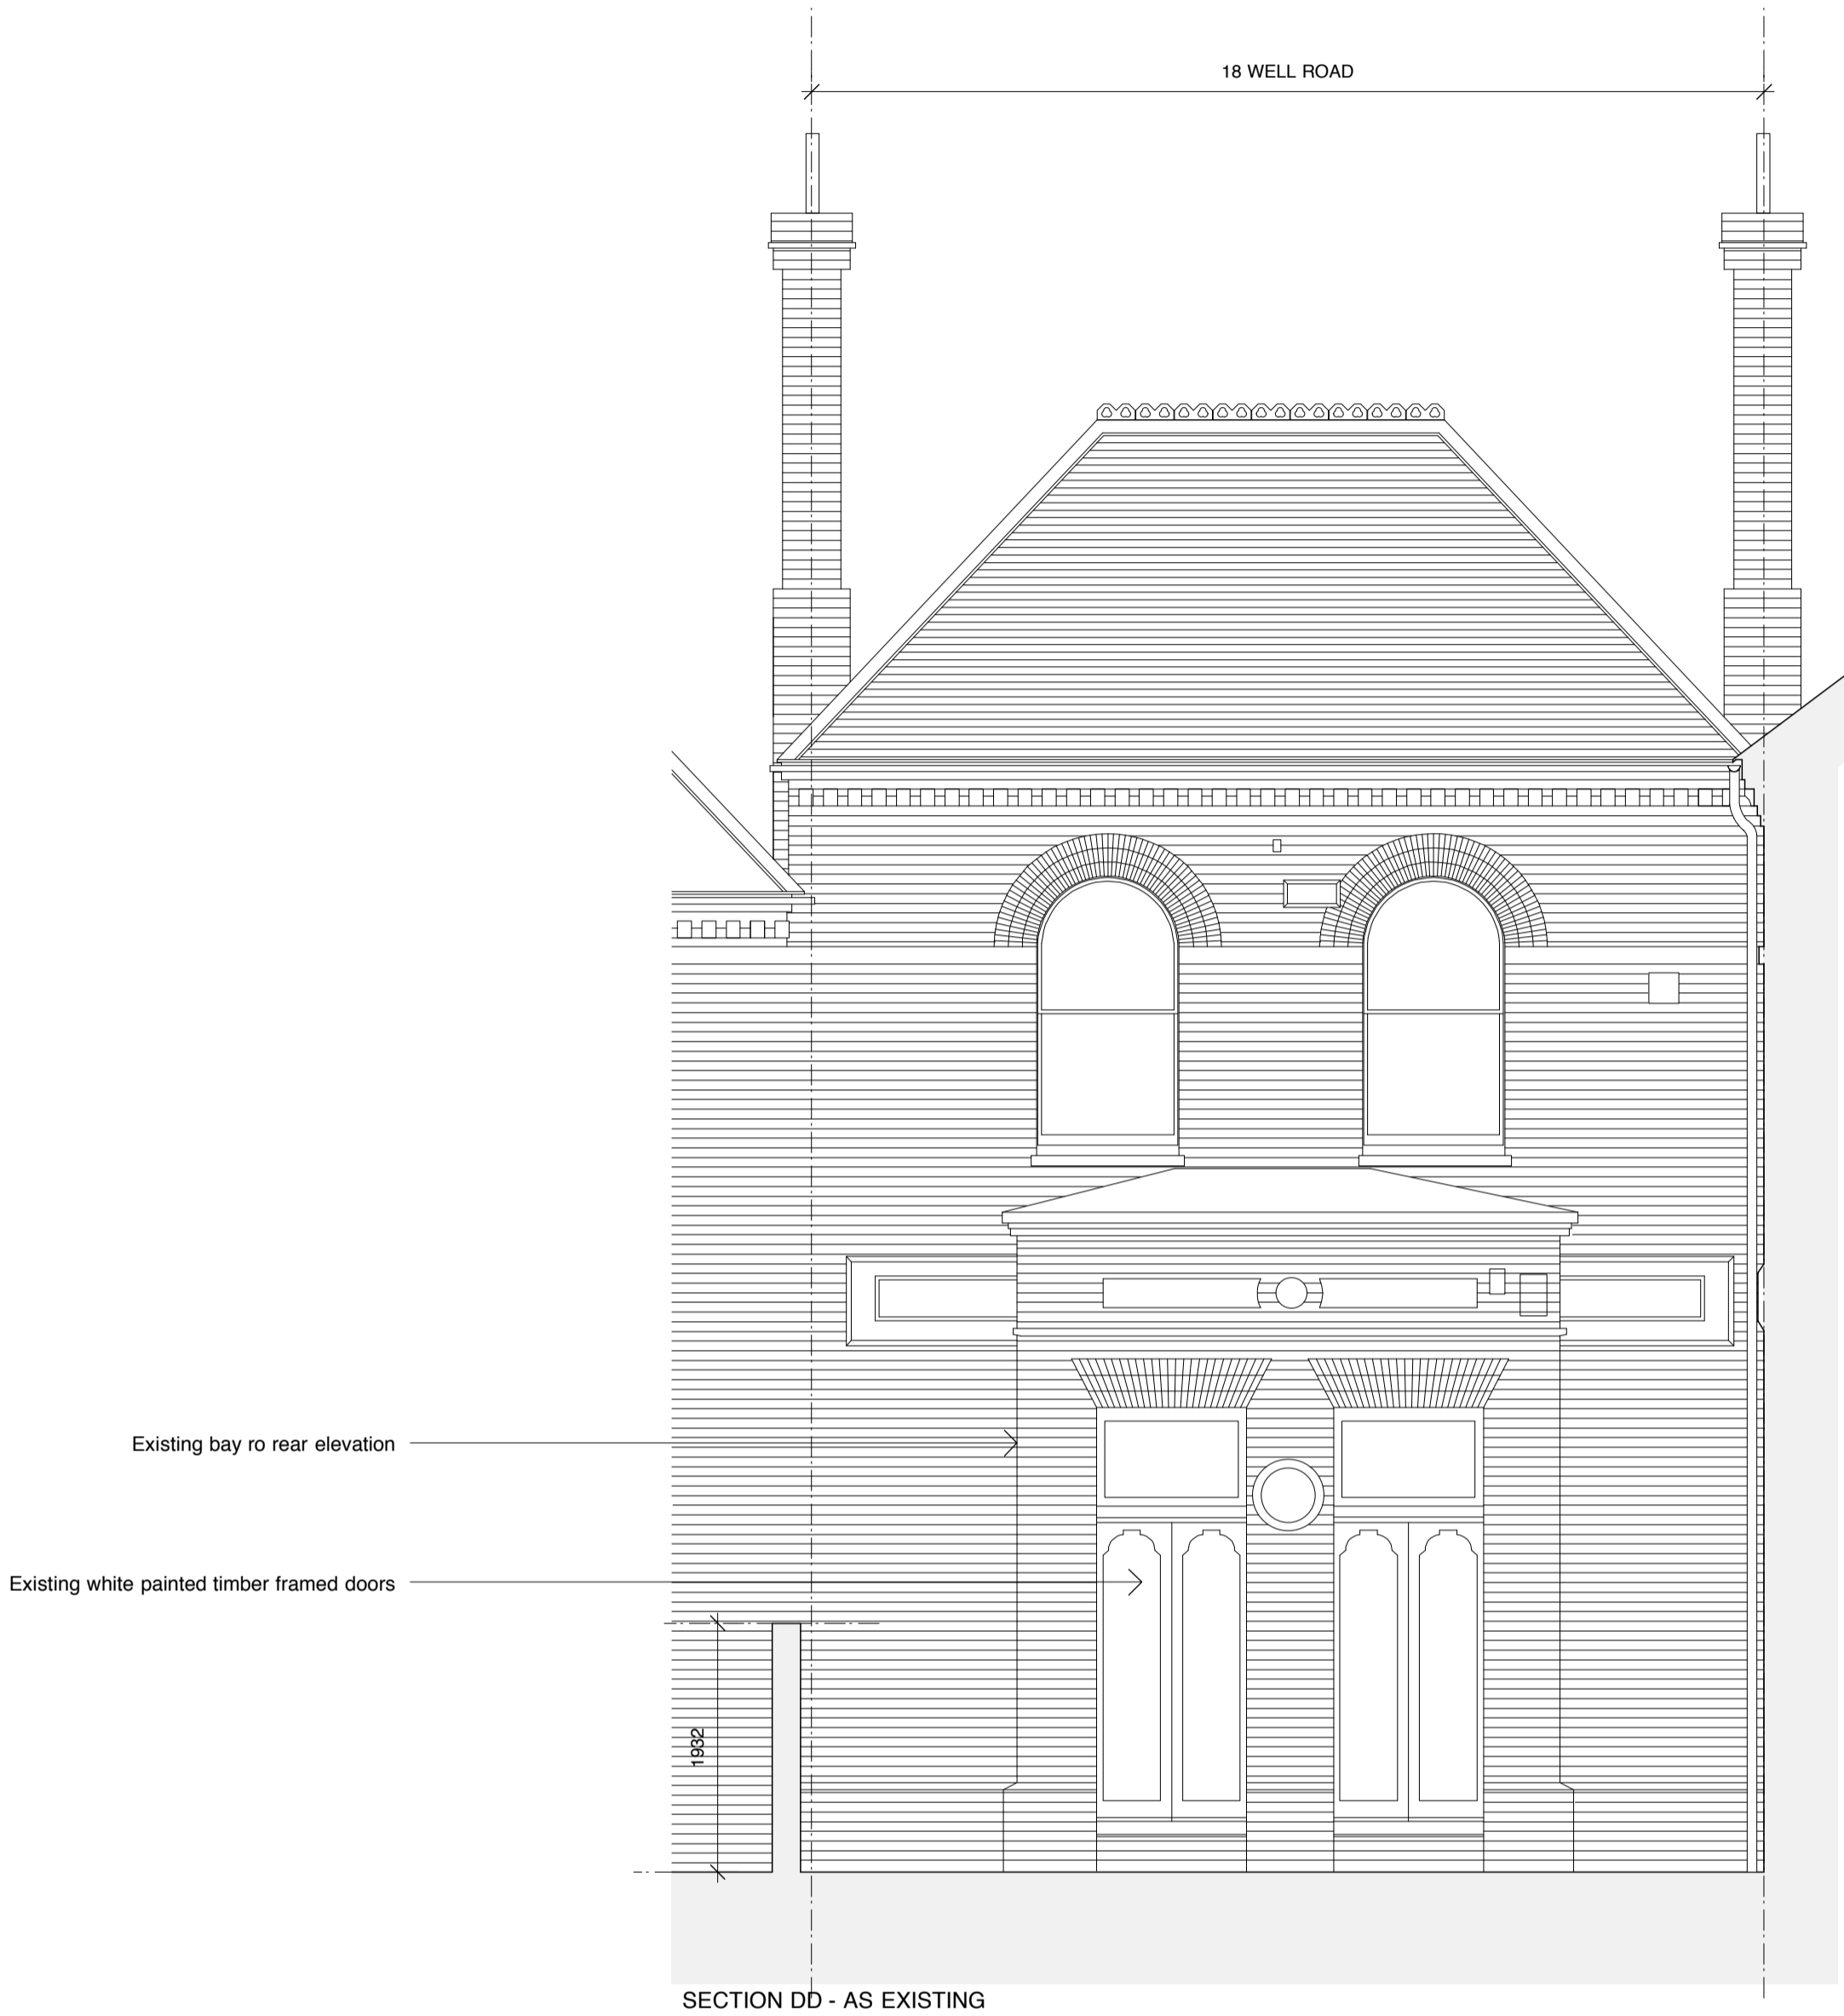 18 WELL ROAD
Existing bay ro rear elevation
Existing white painted timber framed doors
1932
SECTION DD - AS EXISTING